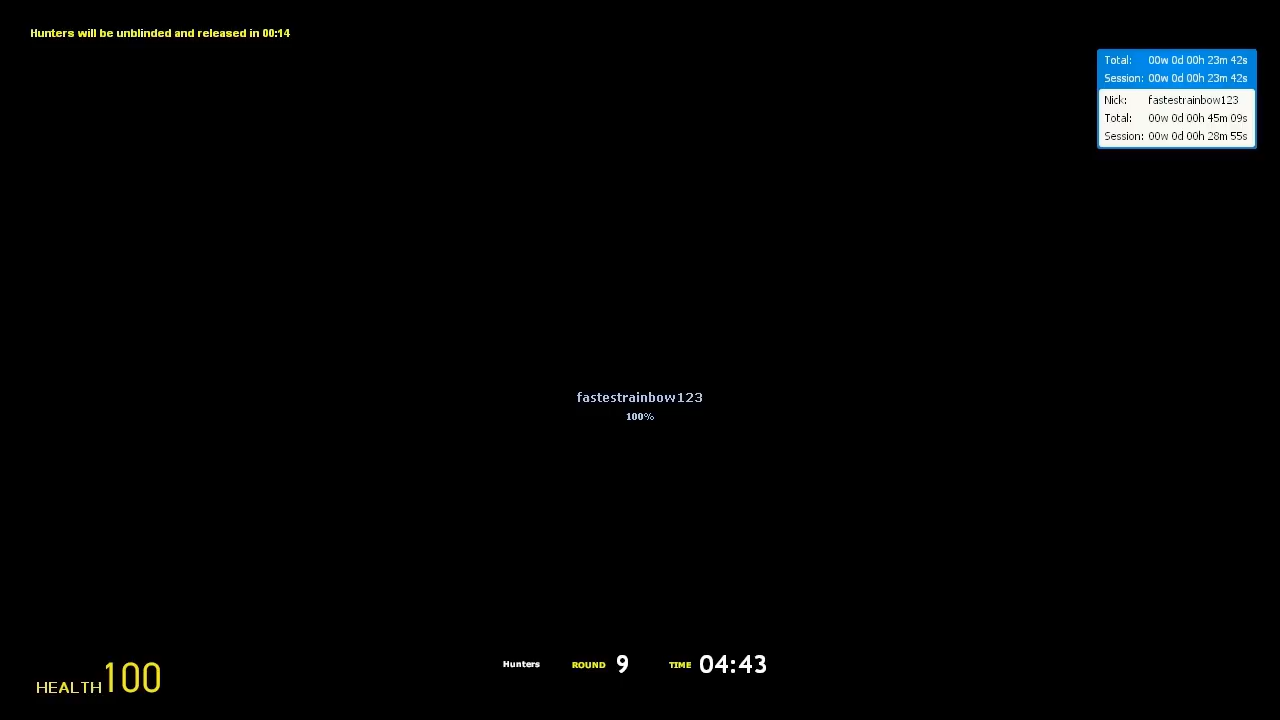 Hunters will be unblinded and released in 00:14
Total: 00w 0d 00h 23m 42s
Session: 00w 0d 00h 23m 42s
Nick: fastestrainbow123
Total: 00w 0d 00h 45m 09s
Session: 00w 0d 00h 28m 55s
fastestrainbow123
100%
HEALTH 100
Hunters ROUND 9 TIME 04:43